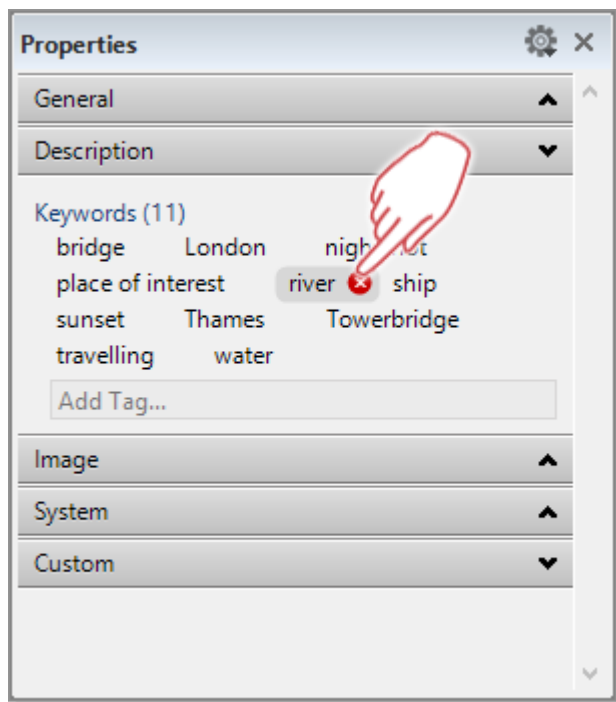 Properties
General
Description
Keywords (11)
bridge London
place of interest river ship
sunset Thames Towerbridge
travelling water
Add Tag...
Image
System
Custom